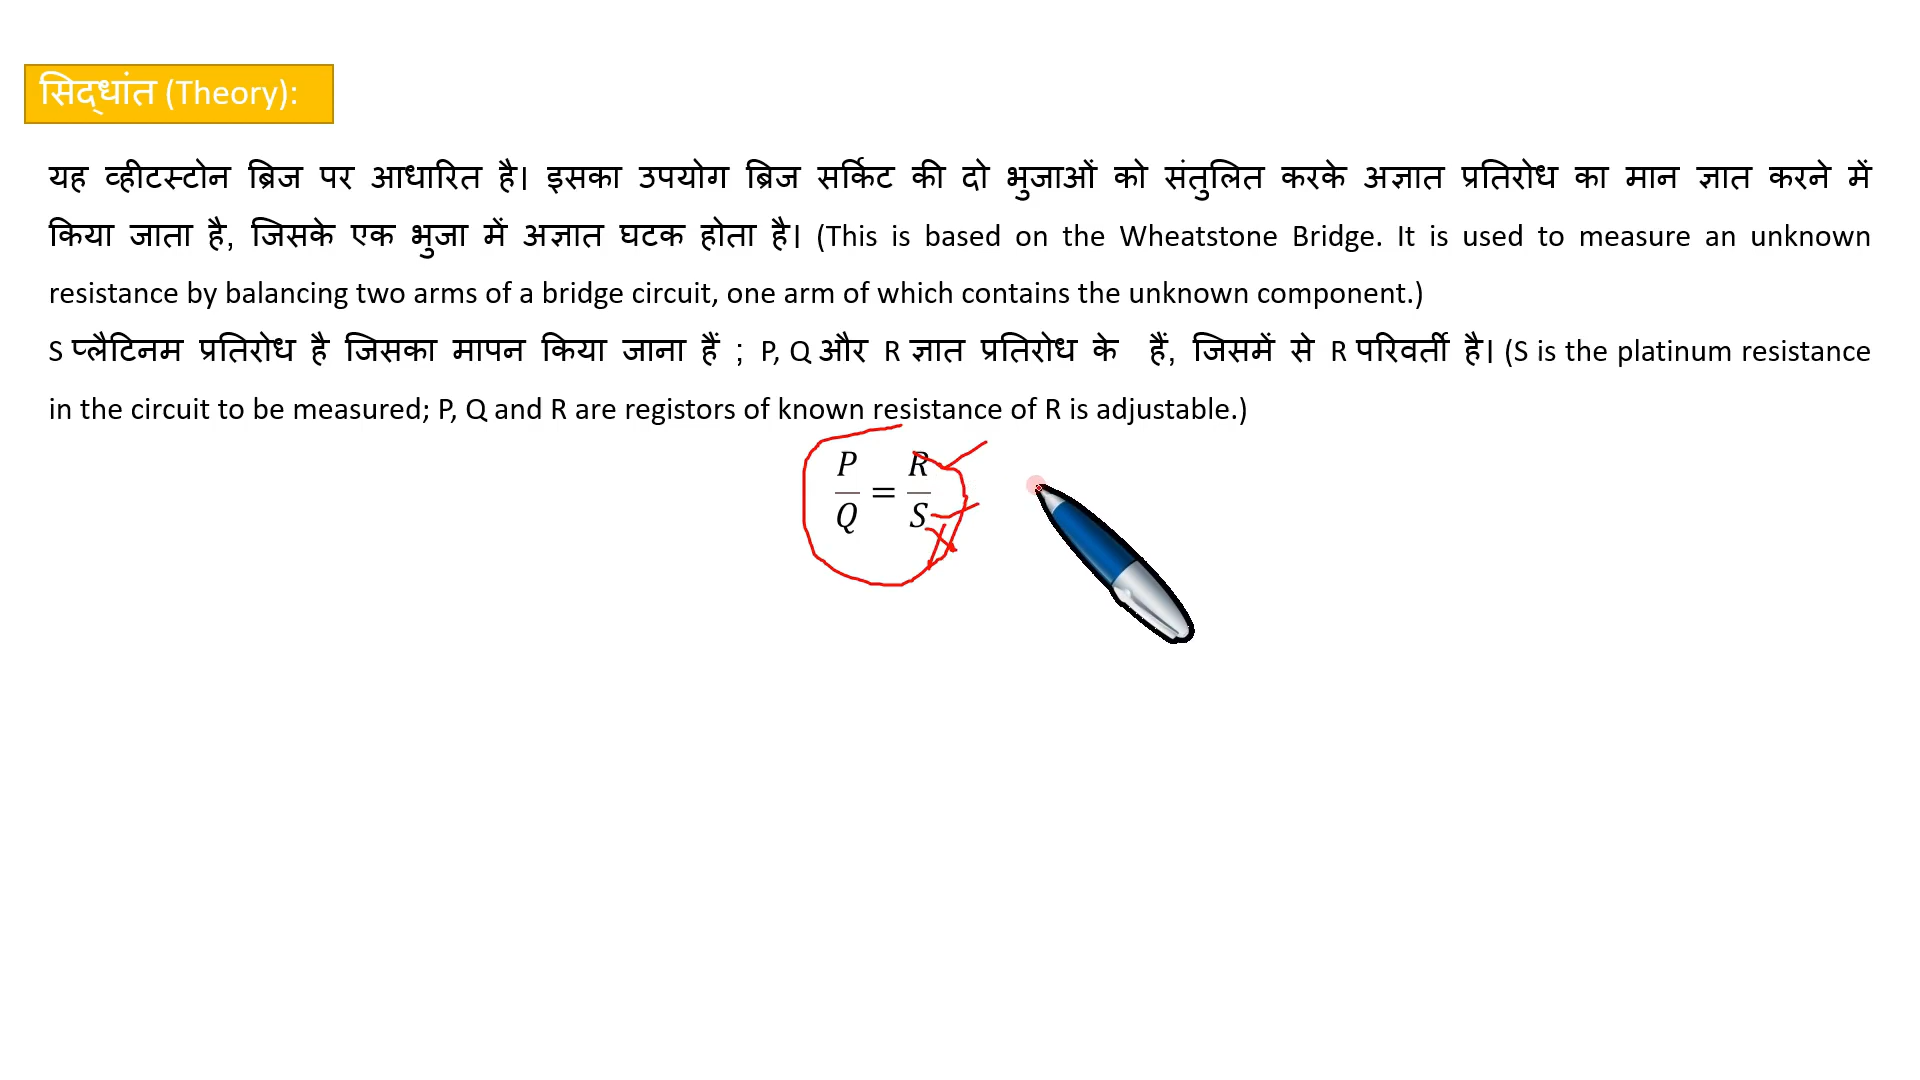 सिद्धांत (Theory):
यह व्हीटस्टोन ब्रिज पर आधारित है। इसका उपयोग ब्रिज सर्किट की दो भुजाओं को संतुलित करके अज्ञात प्रतिरोध का मान ज्ञात करने में
किया जाता है, जिसके एक भुजा में अज्ञात घटक होता है। (This is based on the Wheatstone Bridge. It is used to measure an unknown
resistance by balancing two arms of a bridge circuit, one arm of which contains the unknown component.)
S प्लैटिनम प्रतिरोध है जिसका मापन किया जाना हैं ; P, Q और R ज्ञात प्रतिरोध के हैं, जिसमें से R परिवर्ती है। (S is the platinum resistance
in the circuit to be measured; P, Q and R are registors of known resistance of R is adjustable.)
P/Q = R/S